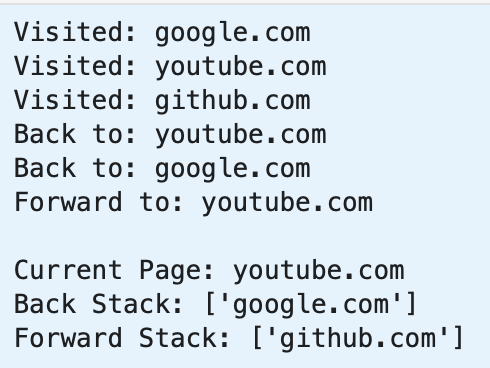 Visited: google.com
Visited: youtube.com
Visited: github.com
Back to: youtube.com
Back to: google.com
Forward to: youtube.com

Current Page: youtube.com
Back Stack: ['google.com']
Forward Stack: ['github.com']